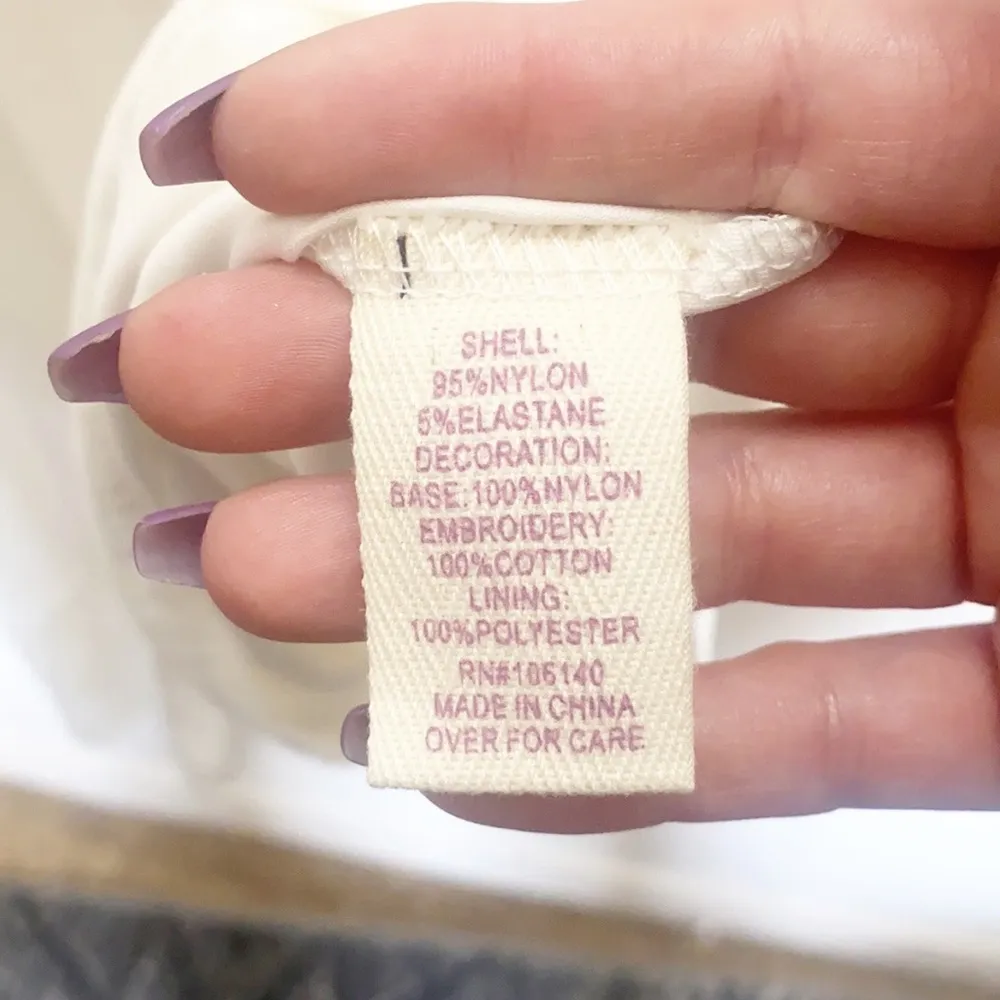 SHELL:
95%NYLON
5%ELASTANE
DECORATION:
BASE:100%NYLON
EMBROIDERY:
100%COTTON
LINING:
100%POLYESTER
RN#106140
MADE IN CHINA
OVER FOR CARE